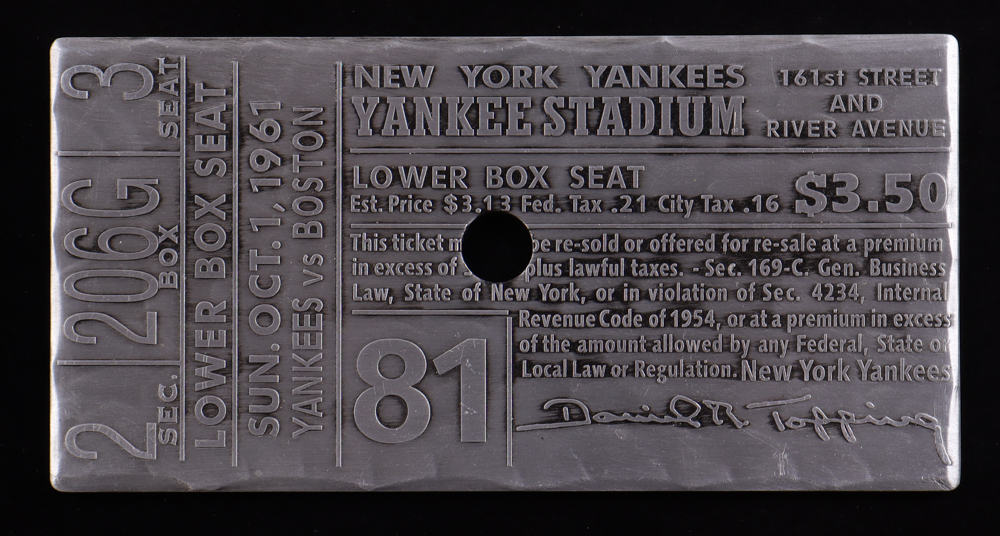 3 SEAT
206G BOX
2 SEC.
LOWER BOX SEAT
SUN. OCT. 1, 1961
YANKEES vs BOSTON
NEW YORK YANKEES
YANKEE STADIUM
161st STREET
AND
RIVER AVENUE
LOWER BOX SEAT
Est. Price $3.13 Fed. Tax .21 City Tax .16 $3.50
This ticket be re-sold or offered for re-sale at a premium
in excess of plus lawful taxes. - Sec. 169-C. Gen. Business
Law, State of New York, or in violation of Sec. 4234, Internal
Revenue Code of 1954, or at a premium in excess
of the amount allowed by any Federal, State or
Local Law or Regulation. New York Yankees
81
Daniel R Topping